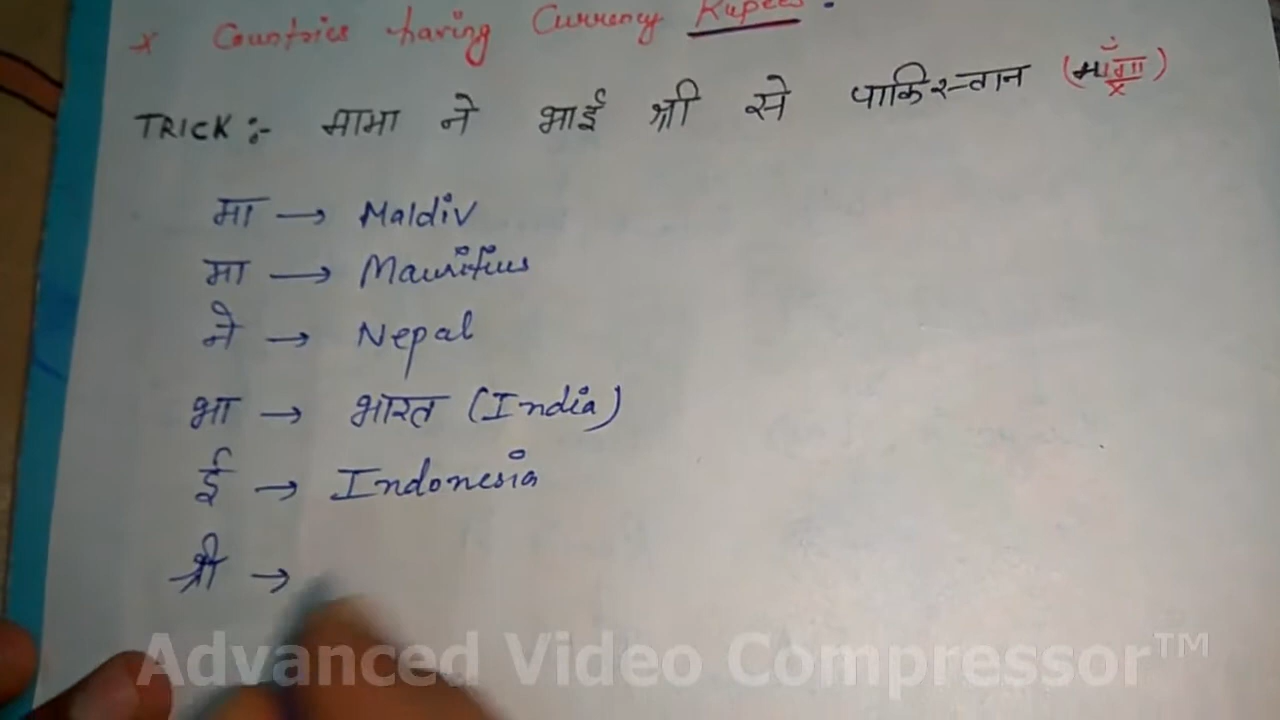 x Countries having Currency Rupees.
TRICK :- मामा ने भाई श्री से पाकिस्तान (माँगा)
x
मा → Maldiv
मा → Mauritius
ने → Nepal
भा → भारत (India)
ई → Indonesia
श्री →
Advanced Video Compressor™